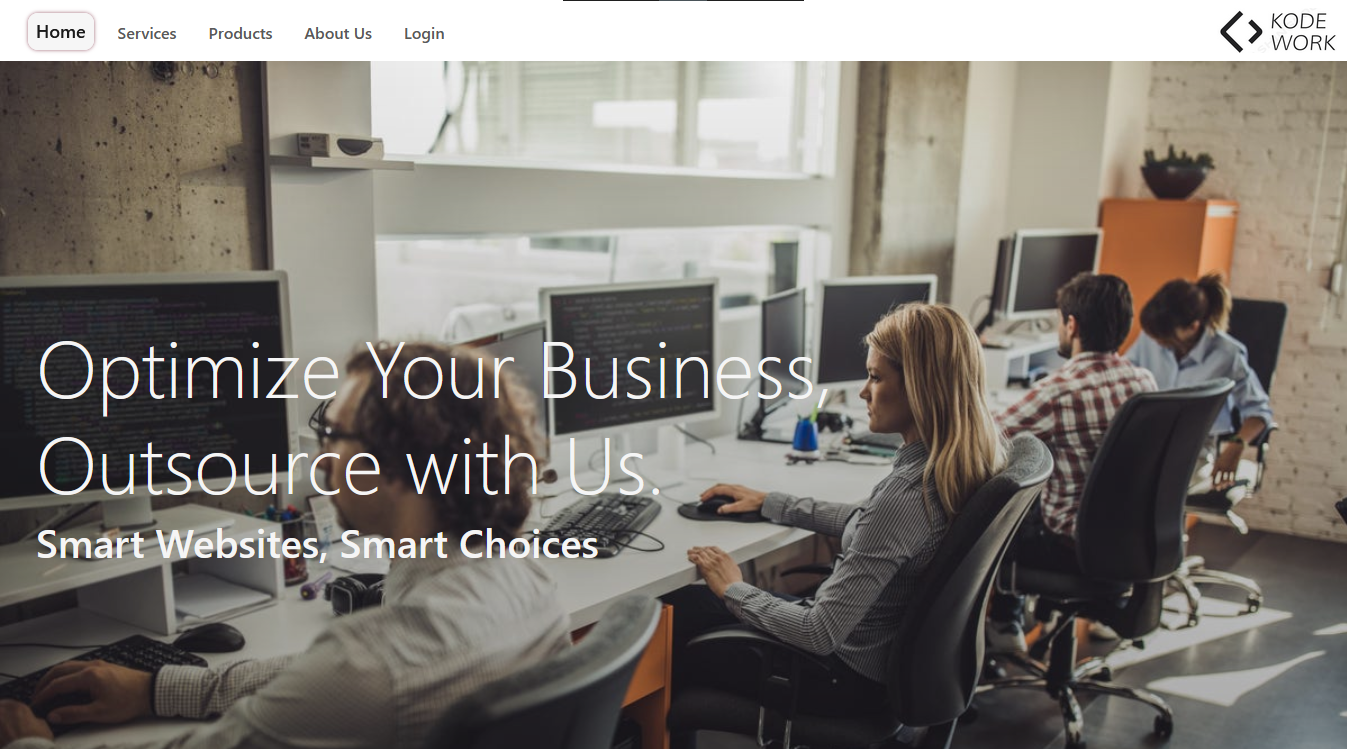 Home
Services
Products
About Us
Login
KODE
WORK
Optimize Your Business,
Outsource with Us.
Smart Websites, Smart Choices